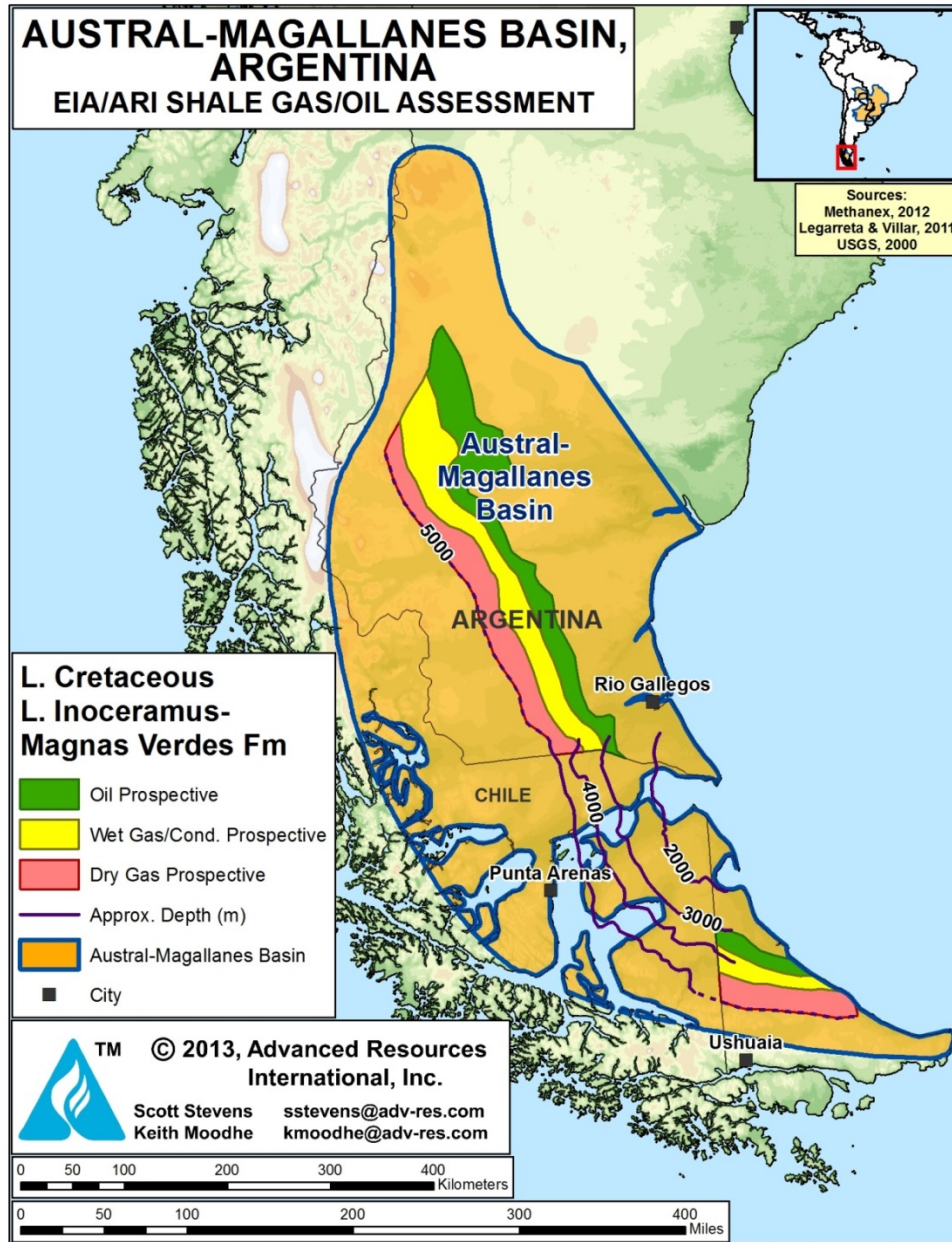 AUSTRAL-MAGALLANES BASIN,
ARGENTINA
EIA/ARI SHALE GAS/OIL ASSESSMENT
Sources:
Methanex, 2012
Legarreta & Villar, 2011
USGS, 2000
Austral-
Magallanes
Basin
5000
ARGENTINA
Rio Gallegos
CHILE
4000
2000
Punta Arenas
3000
Ushuaia
L. Cretaceous
L. Inoceramus-
Magnas Verdes Fm
Oil Prospective
Wet Gas/Cond. Prospective
Dry Gas Prospective
Approx. Depth (m)
Austral-Magallanes Basin
City
TM
© 2013, Advanced Resources
International, Inc.
Scott Stevens sstevens@adv-res.com
Keith Moodhe kmoodhe@adv-res.com
0 50 100 200 300 400
Kilometers
0 50 100 200 300 400
Miles